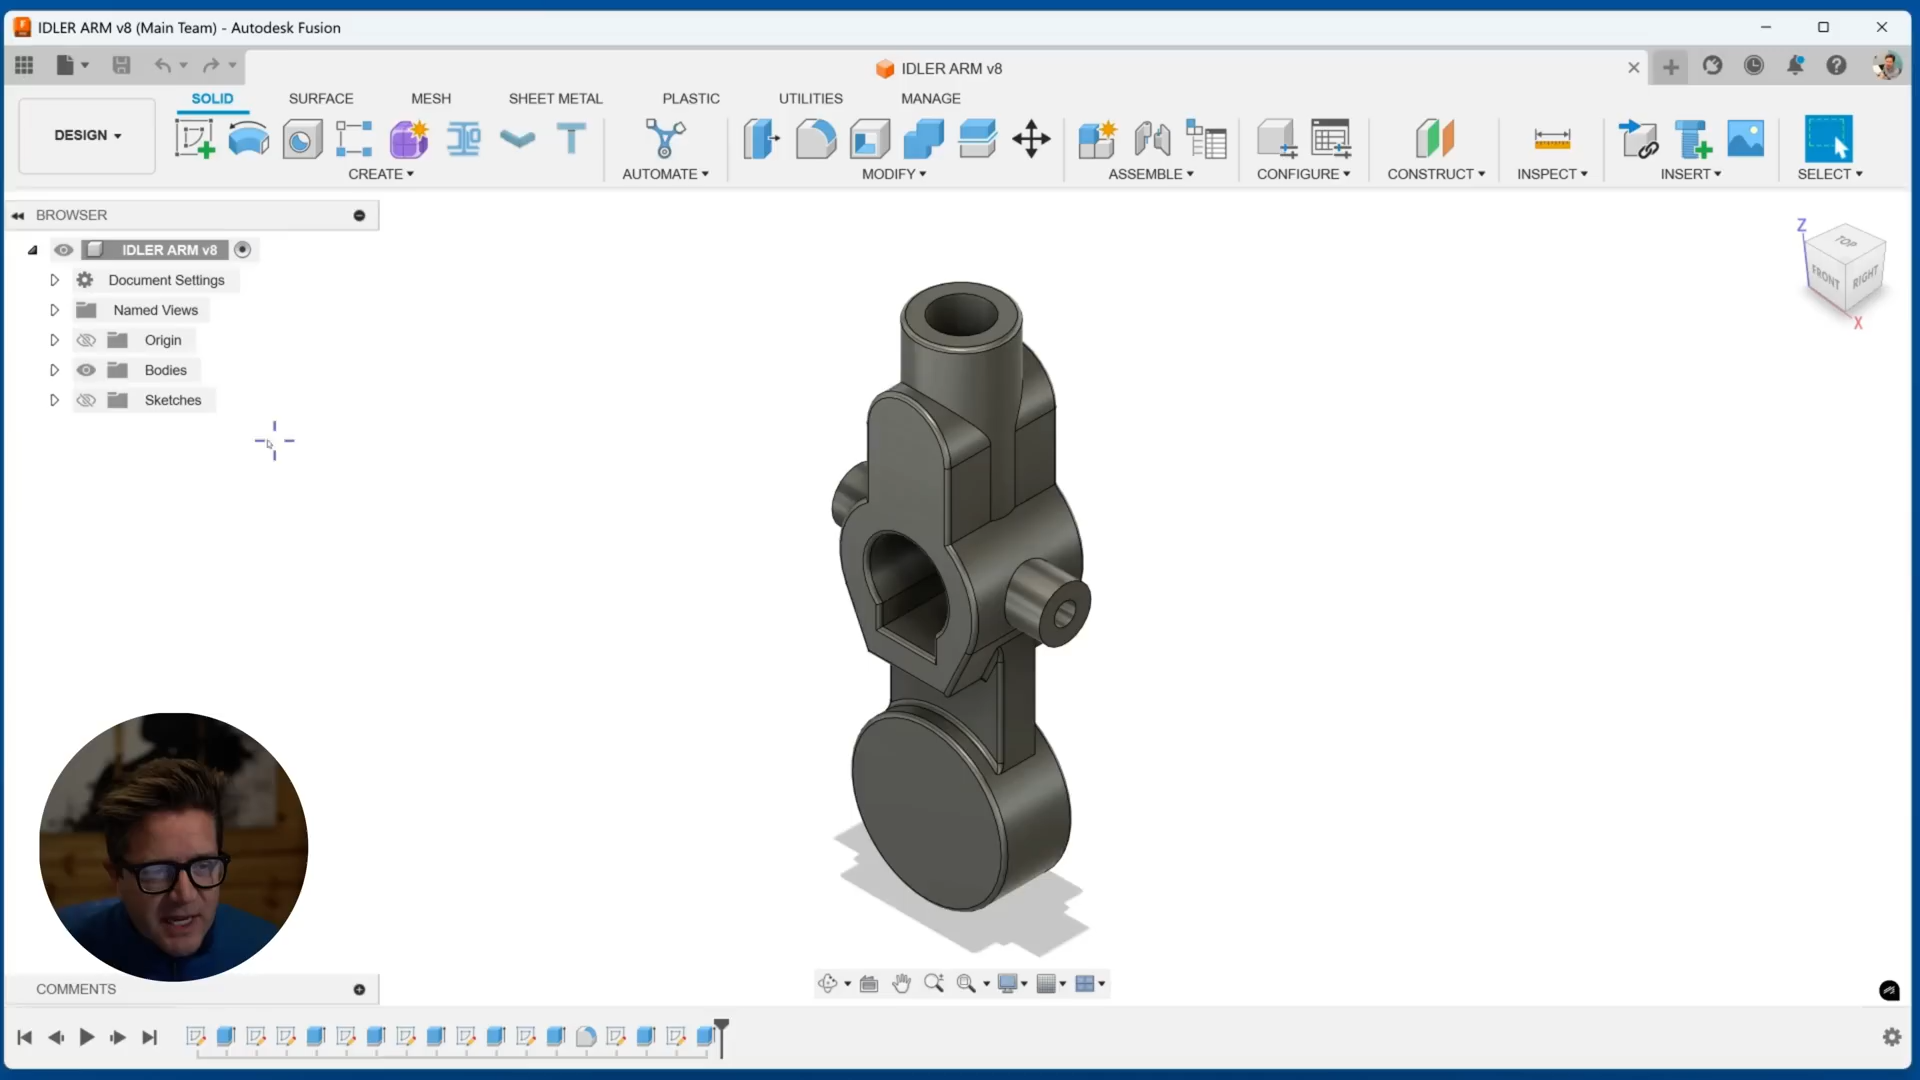 IDLER ARM v8 (Main Team) - Autodesk Fusion
IDLER ARM v8
SOLID
SURFACE
MESH
SHEET METAL
PLASTIC
UTILITIES
MANAGE
DESIGN
CREATE
AUTOMATE
MODIFY
ASSEMBLE
CONFIGURE
CONSTRUCT
INSPECT
INSERT
SELECT
BROWSER
IDLER ARM v8
Document Settings
Named Views
Origin
Bodies
Sketches
Z
TOP
FRONT
RIGHT
X
COMMENTS